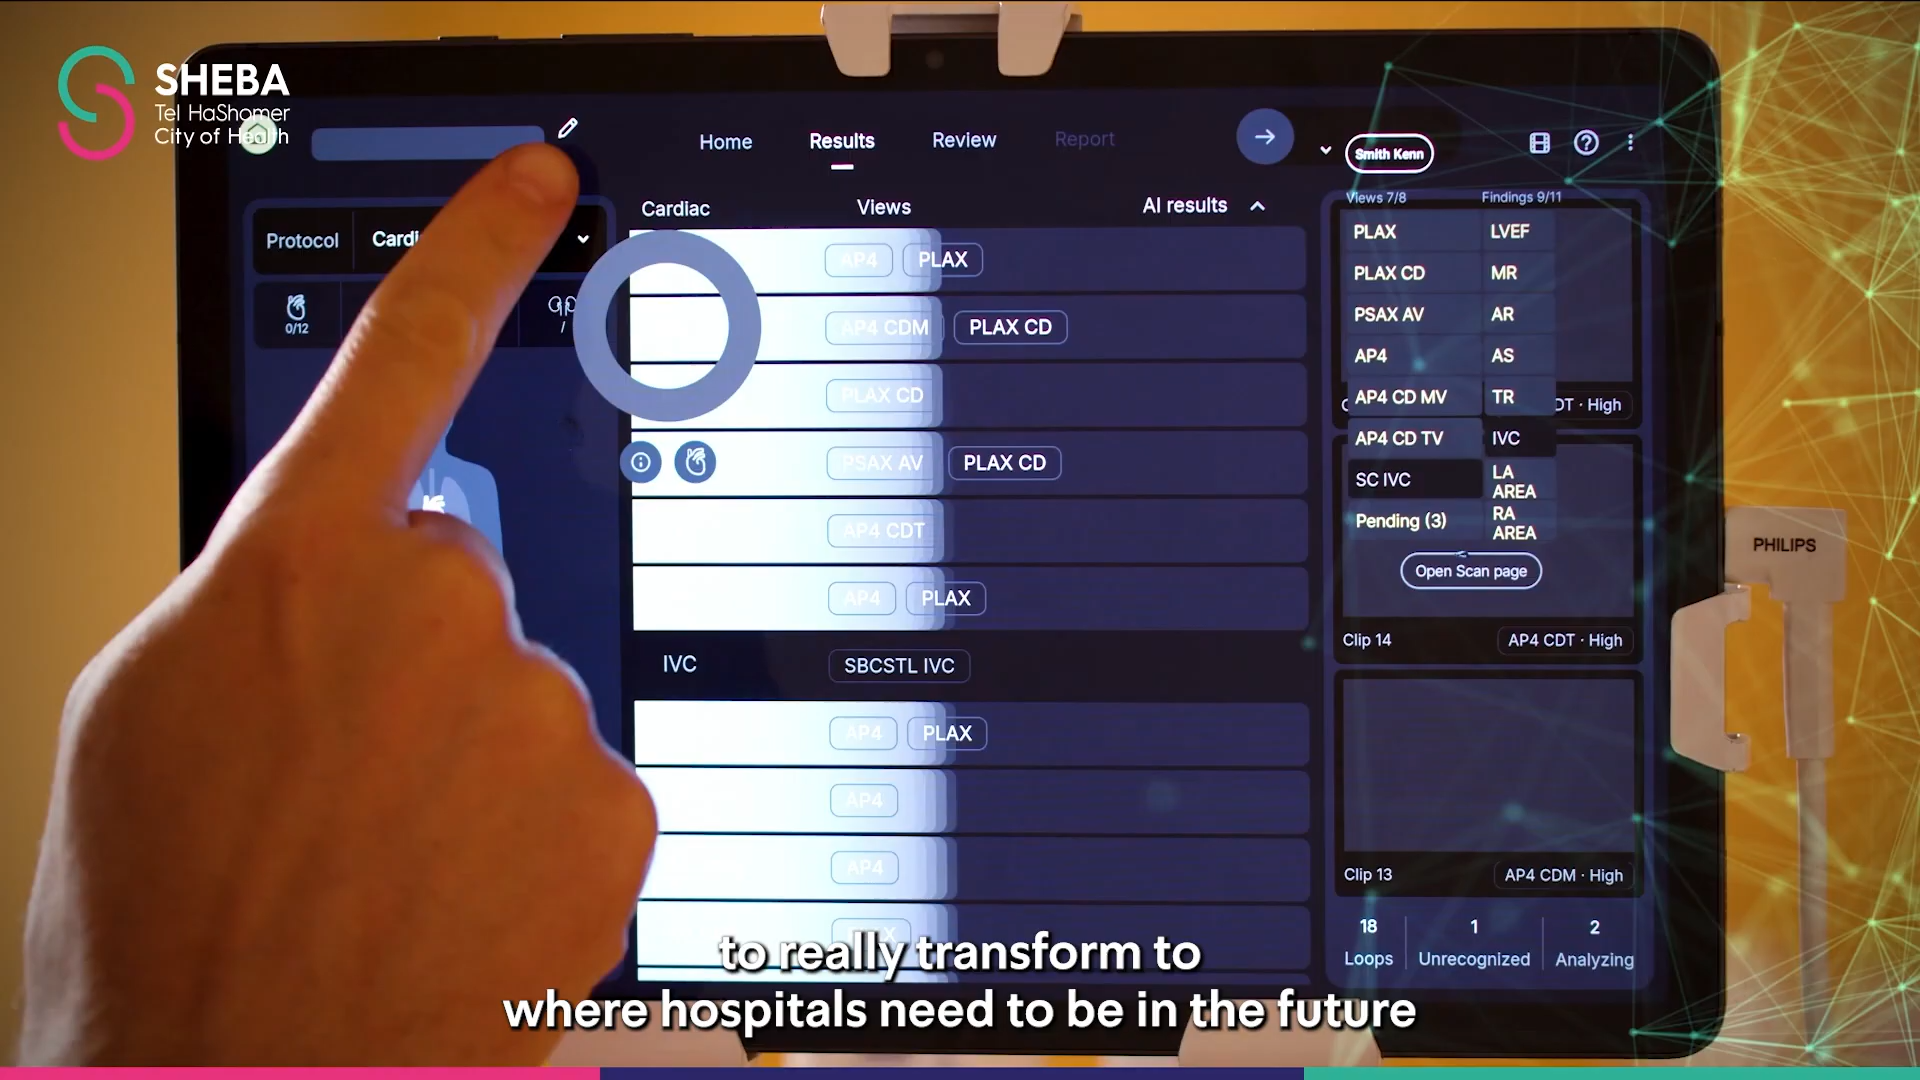 SHEBA
Tel HaShomer
City of Health
Home
Results
Review
Report
Smith Kenn
Protocol
0/12
/
Cardiac
Views
AI results
AP4
PLAX
AP4 CDM
PLAX CD
PLAX CD
PSAX AV
PLAX CD
AP4 CDT
AP4
PLAX
IVC
SBCSTL IVC
AP4
PLAX
AP4
AP4
Views 7/8
Findings 9/11
PLAX
LVEF
PLAX CD
MR
PSAX AV
AR
AP4
AS
AP4 CD MV
TR
DT · High
AP4 CD TV
IVC
SC IVC
LA
AREA
Pending (3)
RA
AREA
Open Scan page
Clip 14
AP4 CDT · High
Clip 13
AP4 CDM · High
18
Loops
1
Unrecognized
2
Analyzing
PHILIPS
to really transform to
where hospitals need to be in the future